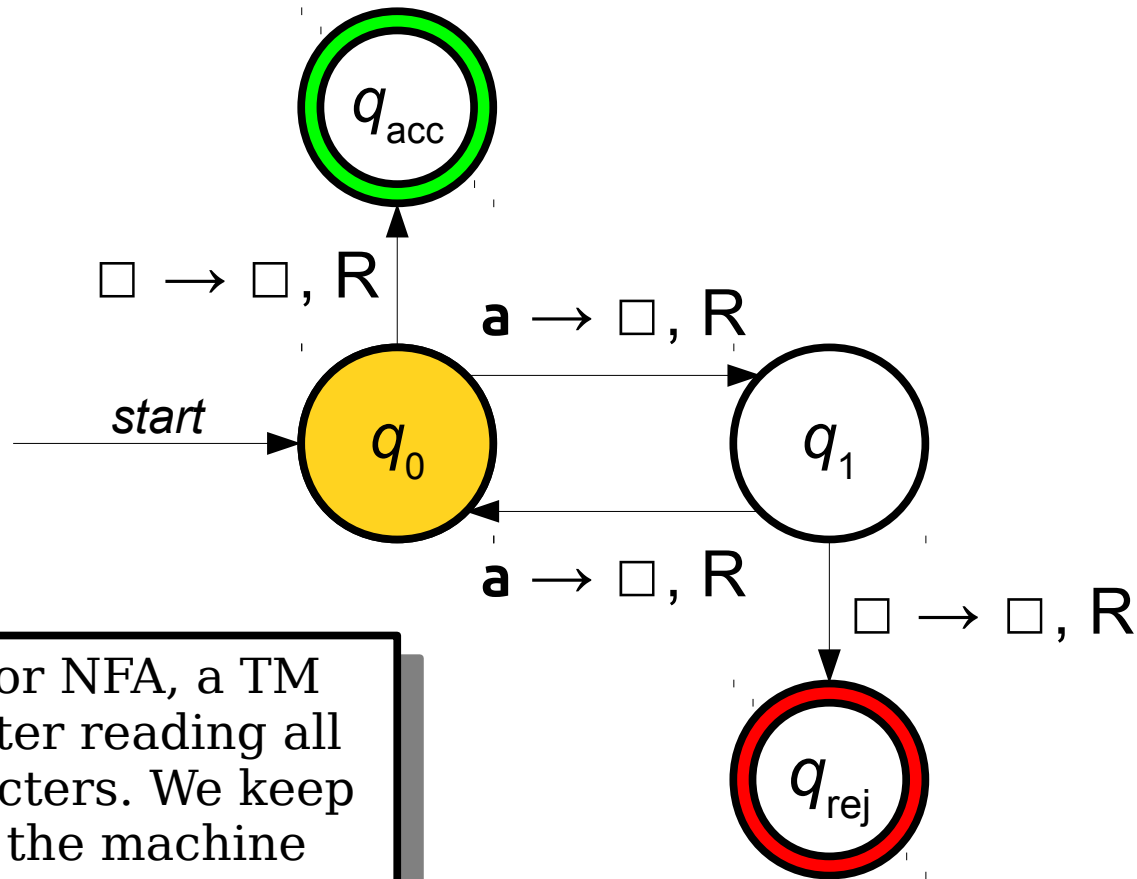 q_acc
□ → □, R
a → □, R
start
q_0
q_1
a → □, R
□ → □, R
or NFA, a TM
ter reading all
cters. We keep
the machine
q_rej